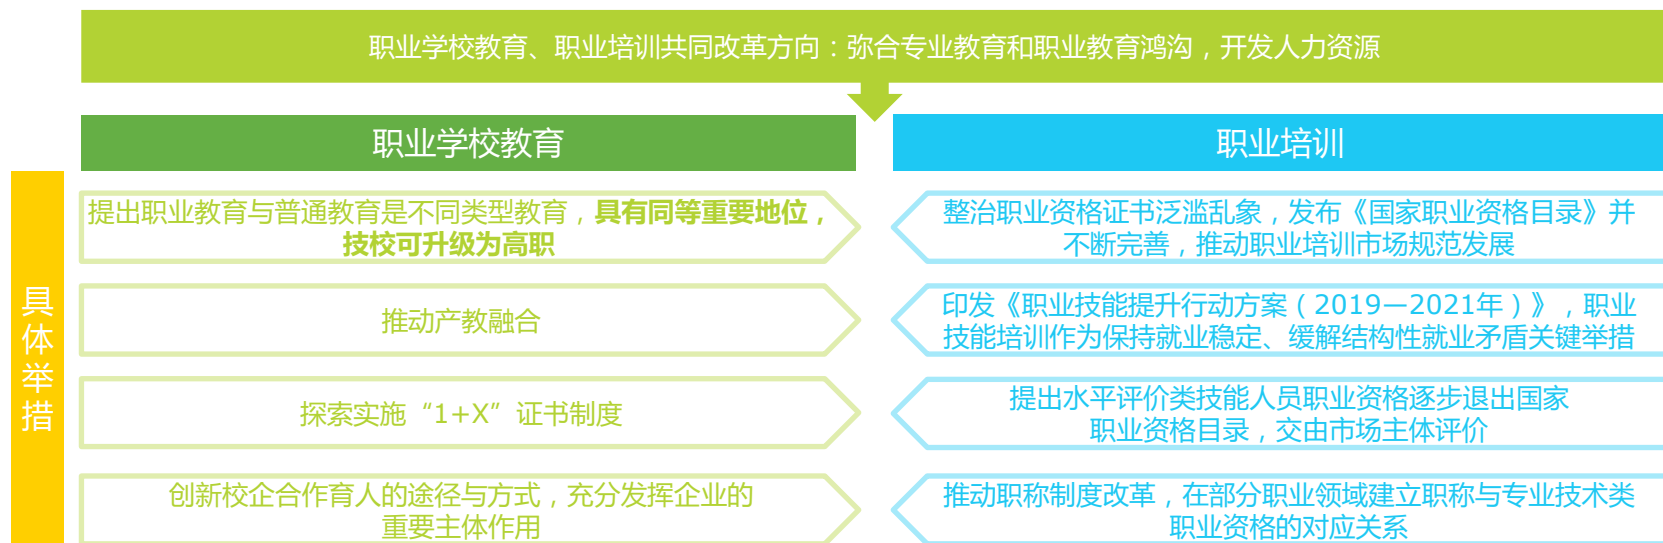 职业学校教育、职业培训共同改革方向：弥合专业教育和职业教育鸿沟，开发人力资源
职业学校教育
职业培训
具体举措
提出职业教育与普通教育是不同类型教育，具有同等重要地位，
技校可升级为高职
整治职业资格证书泛滥乱象，发布《国家职业资格目录》并
不断完善，推动职业培训市场规范发展
推动产教融合
印发《职业技能提升行动方案（2019—2021年）》，职业
技能培训作为保持就业稳定、缓解结构性就业矛盾关键举措
探索实施“1+X”证书制度
提出水平评价类技能人员职业资格逐步退出国家
职业资格目录，交由市场主体评价
创新校企合作育人的途径与方式，充分发挥企业的
重要主体作用
推动职称制度改革，在部分职业领域建立职称与专业技术类
职业资格的对应关系